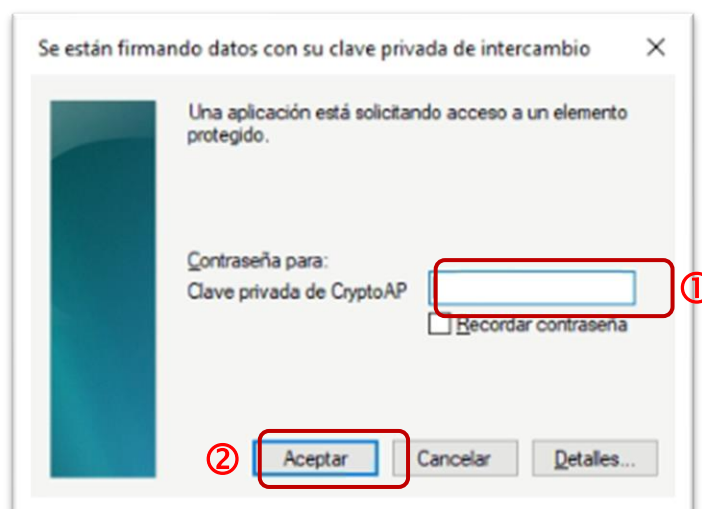 Se están firmando datos con su clave privada de intercambio
Una aplicación está solicitando acceso a un elemento
protegido.
Contraseña para:
Clave privada de CryptoAP
①
Recordar contraseña
②
Aceptar
Cancelar
Detalles...